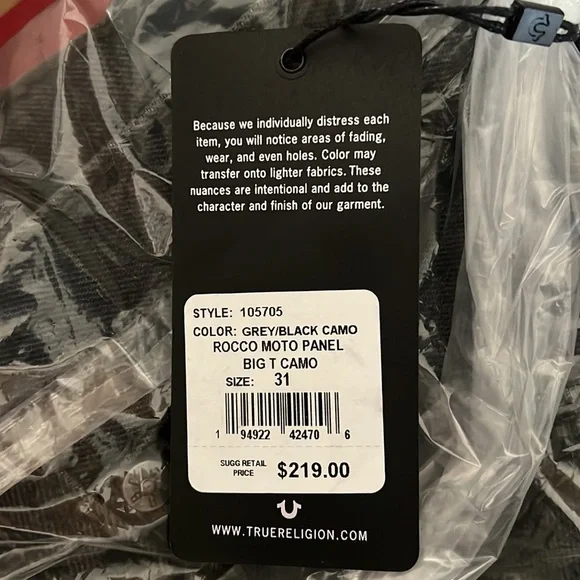 Because we individually distress each
item, you will notice areas of fading,
wear, and even holes. Color may
transfer onto lighter fabrics. These
nuances are intentional and add to the
character and finish of our garment.
STYLE: 105705
COLOR: GREY/BLACK CAMO
ROCCO MOTO PANEL
BIG T CAMO
SIZE: 31
1 94922 42470 6
SUGG RETAIL
PRICE $219.00
WWW.TRUERELIGION.COM